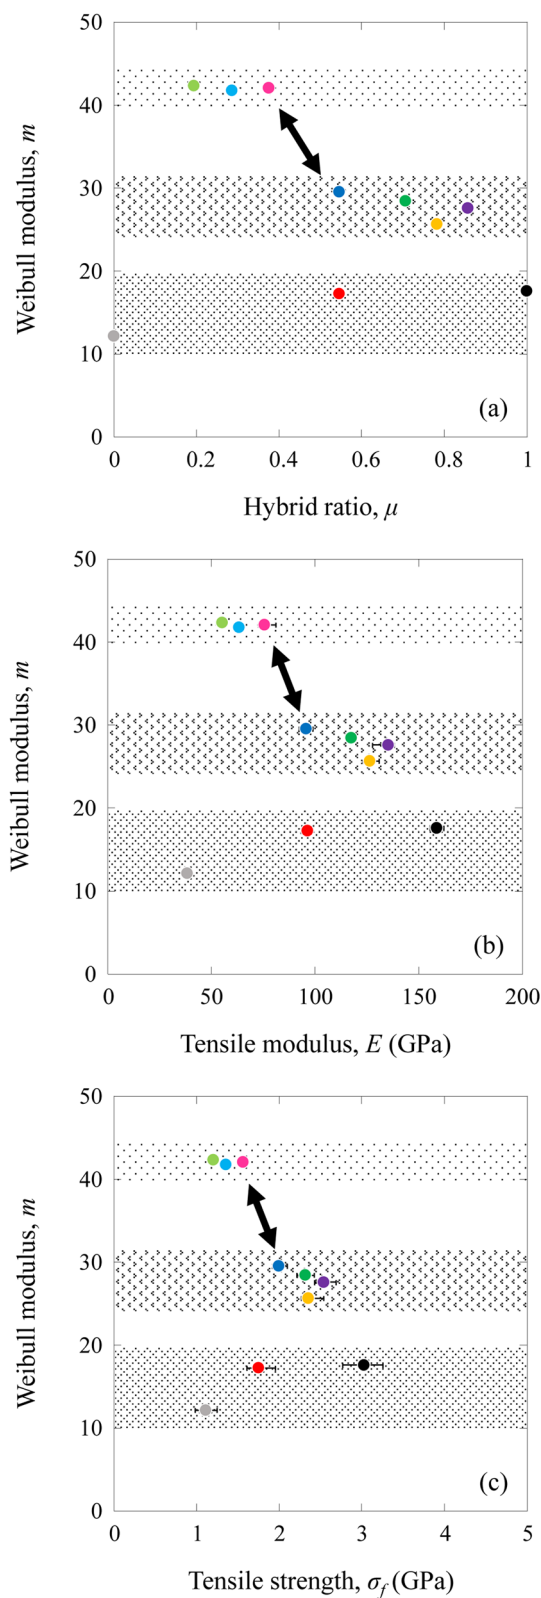 50
40
30
20
10
0
Weibull modulus, m
(a)
0 0.2 0.4 0.6 0.8 1
Hybrid ratio, μ
50
40
30
20
10
0
Weibull modulus, m
(b)
0 50 100 150 200
Tensile modulus, E (GPa)
50
40
30
20
10
0
Weibull modulus, m
(c)
0 1 2 3 4 5
Tensile strength, σf (GPa)